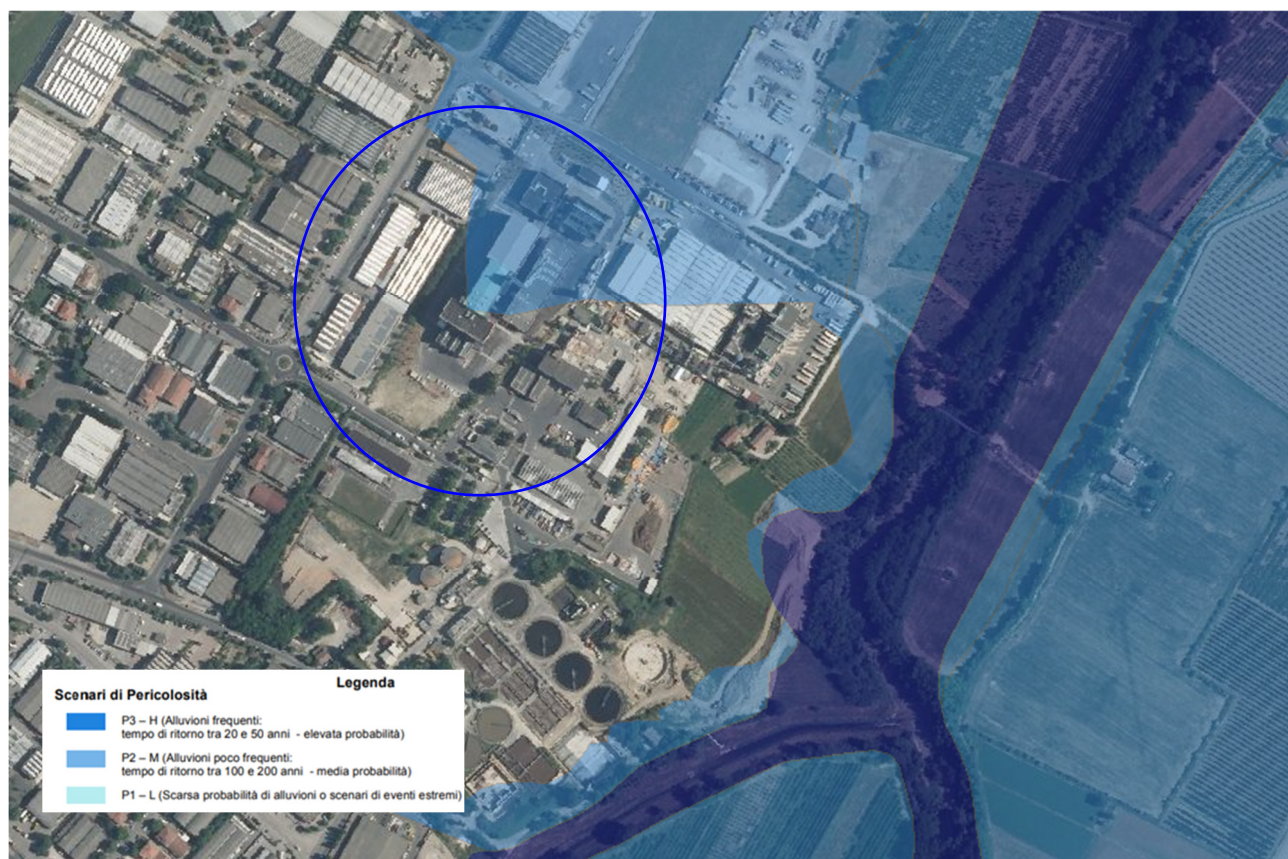 Legenda
Scenari di Pericolosità
P3 – H (Alluvioni frequenti:
tempo di ritorno tra 20 e 50 anni - elevata probabilità)
P2 – M (Alluvioni poco frequenti:
tempo di ritorno tra 100 e 200 anni - media probabilità)
P1 – L (Scarsa probabilità di alluvioni o scenari di eventi estremi)